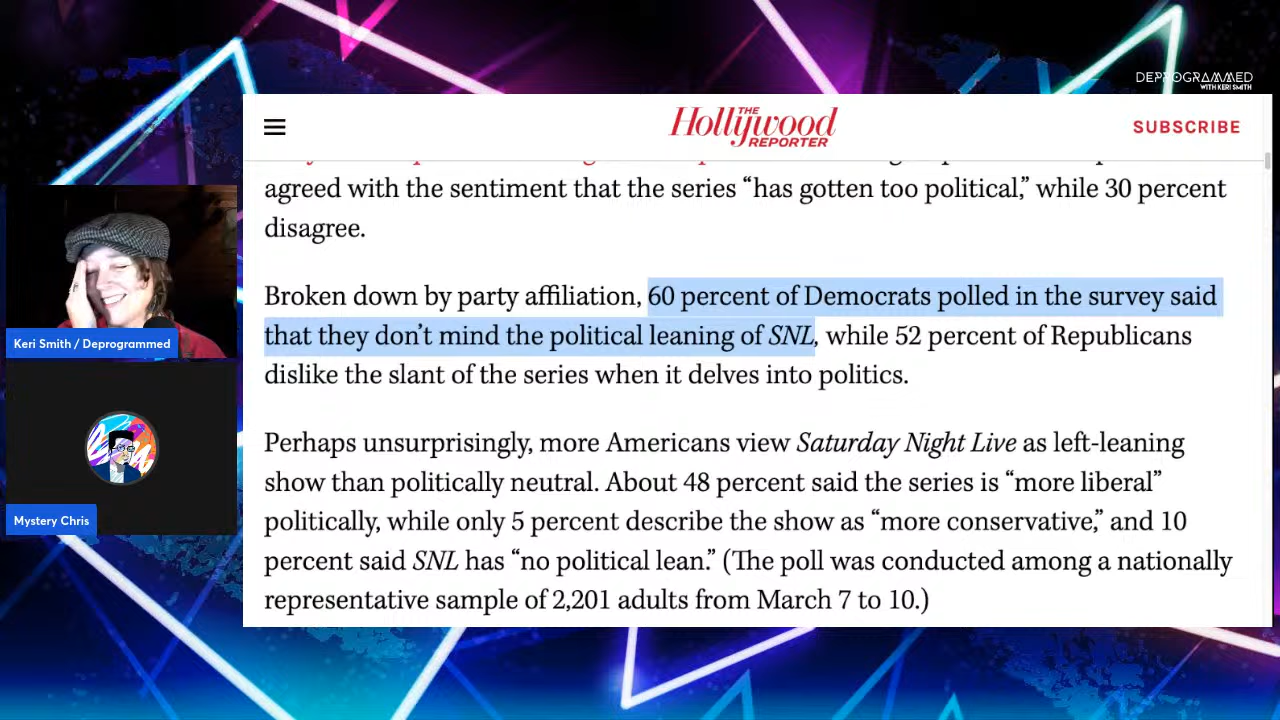 DEPROGRAMMED
WITH KERI SMITH
THE
Hollywood
REPORTER
SUBSCRIBE
agreed with the sentiment that the series “has gotten too political,” while 30 percent
disagree.
Broken down by party affiliation, 60 percent of Democrats polled in the survey said
that they don’t mind the political leaning of SNL, while 52 percent of Republicans
dislike the slant of the series when it delves into politics.
Perhaps unsurprisingly, more Americans view Saturday Night Live as left-leaning
show than politically neutral. About 48 percent said the series is “more liberal”
politically, while only 5 percent describe the show as “more conservative,” and 10
percent said SNL has “no political lean.” (The poll was conducted among a nationally
representative sample of 2,201 adults from March 7 to 10.)
Keri Smith / Deprogrammed
Mystery Chris